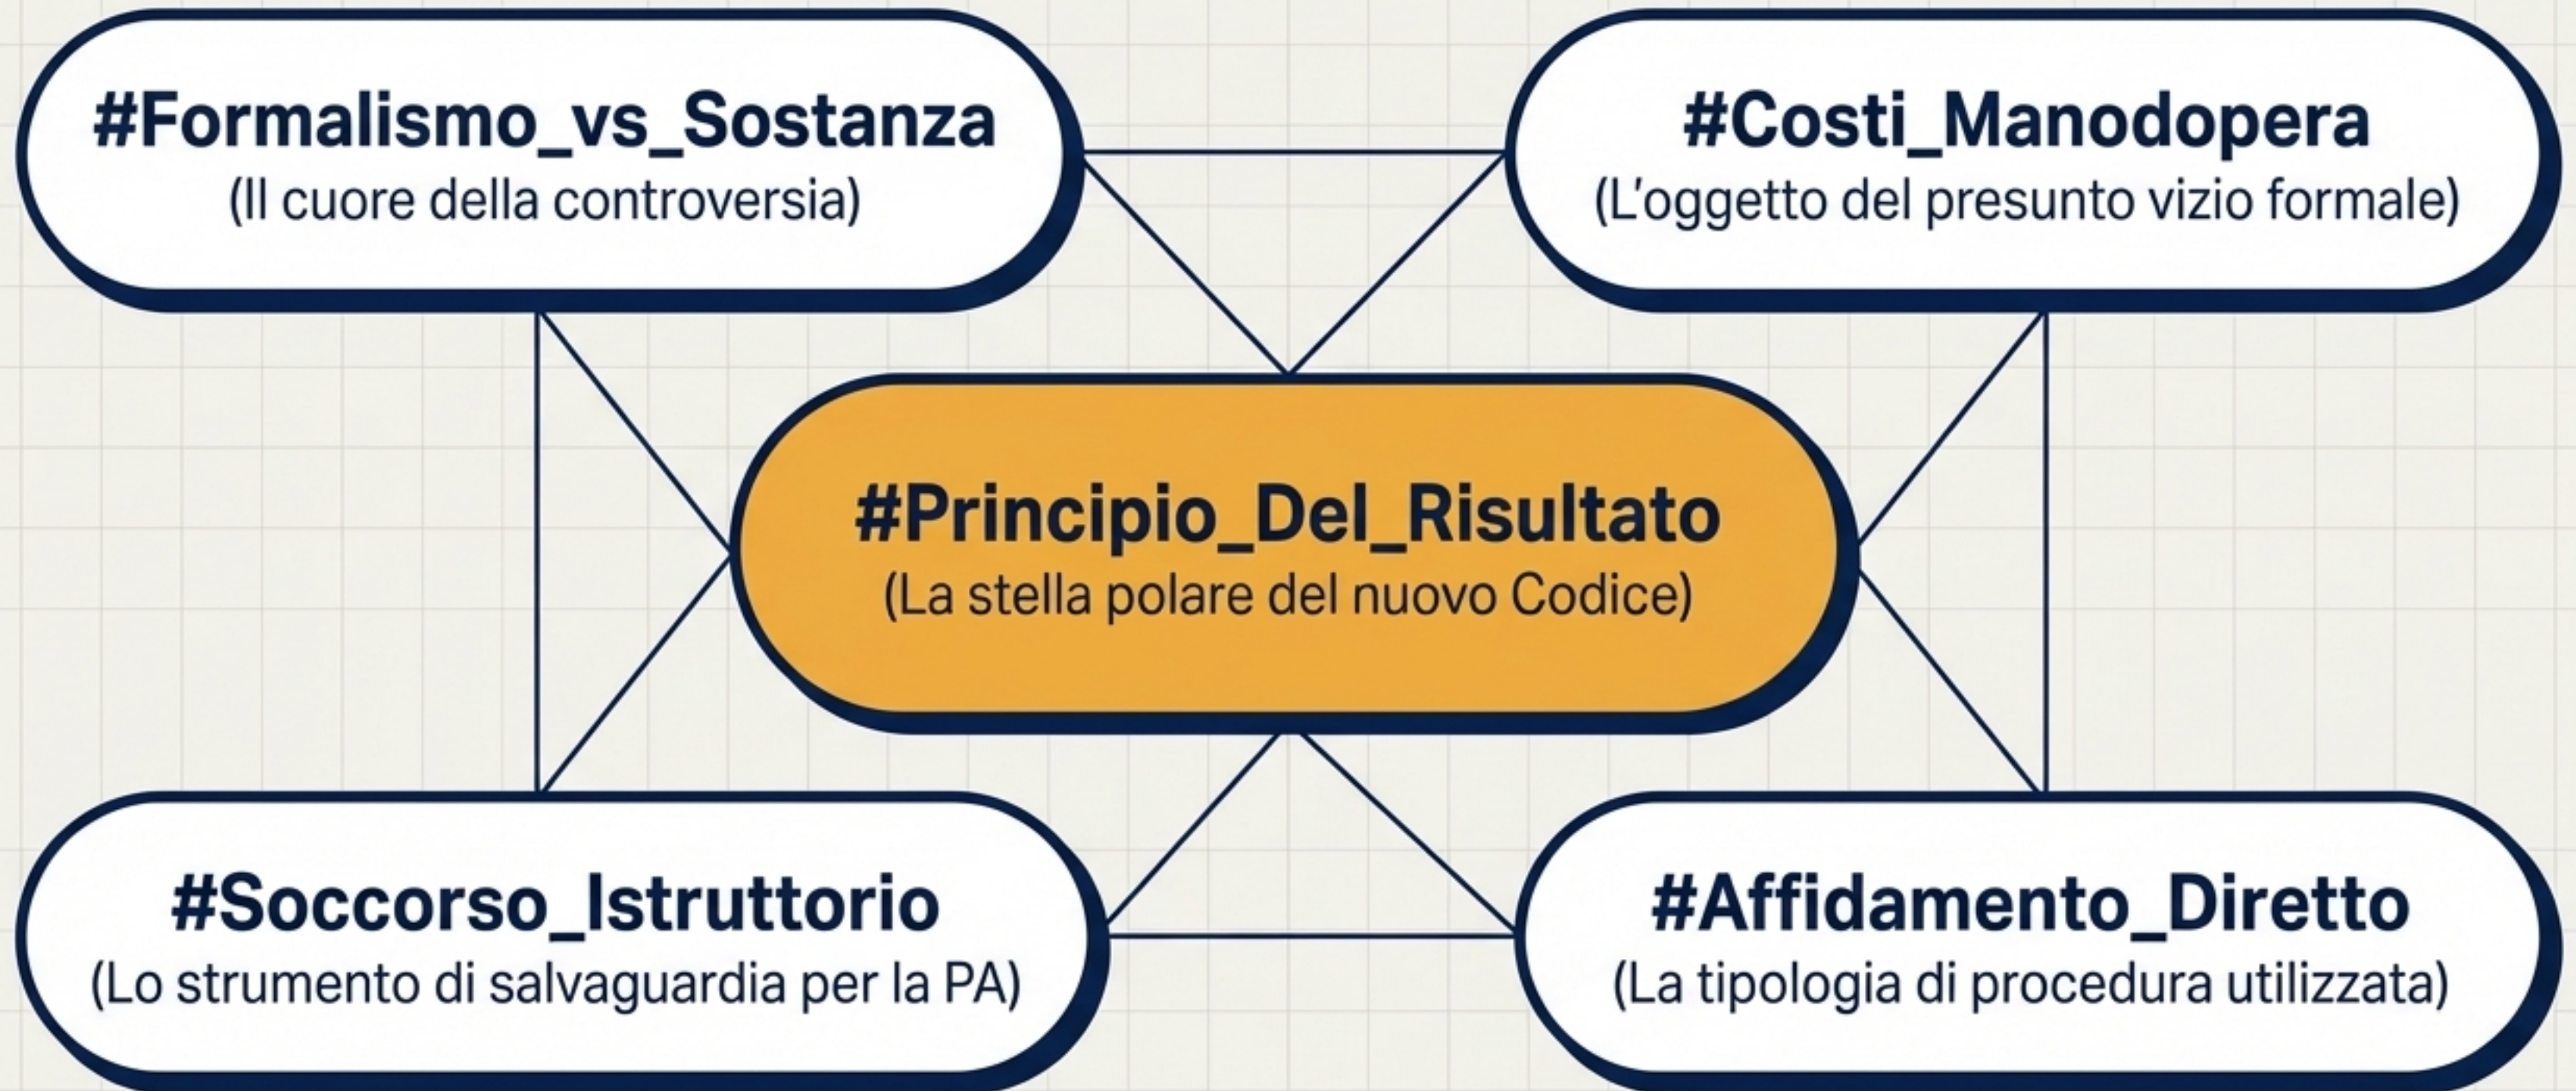 #Formalismo_vs_Sostanza
(Il cuore della controversia)
#Costi_Manodopera
(L'oggetto del presunto vizio formale)
#Principio_Del_Risultato
(La stella polare del nuovo Codice)
#Soccorso_Istruttorio
(Lo strumento di salvaguardia per la PA)
#Affidamento_Diretto
(La tipologia di procedura utilizzata)